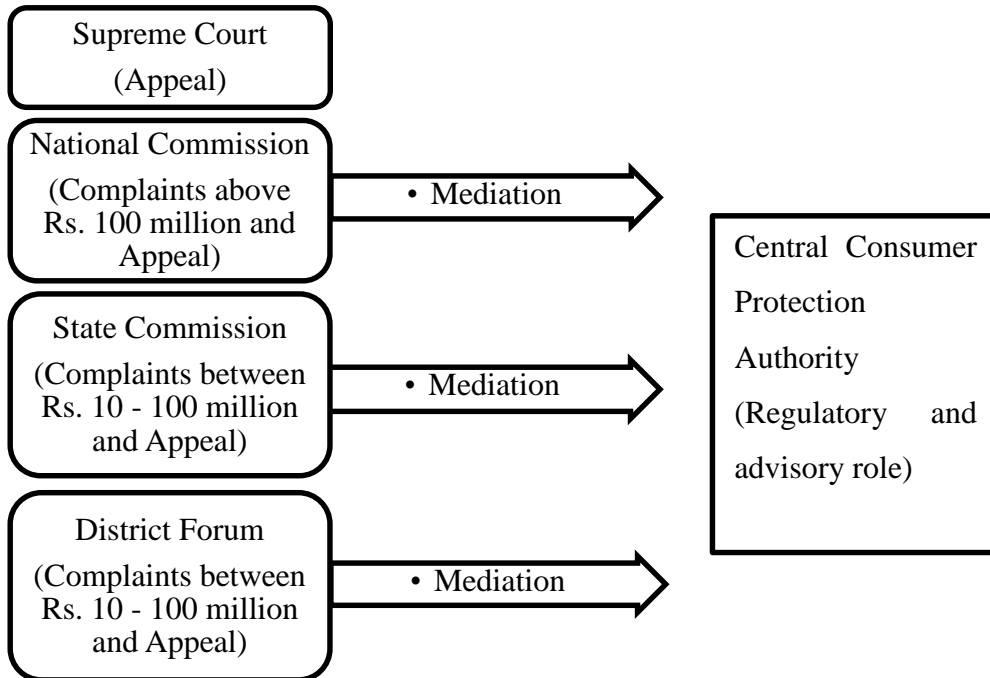 Supreme Court
(Appeal)
National Commission
(Complaints above
Rs. 100 million and
Appeal)
• Mediation
State Commission
(Complaints between
Rs. 10 - 100 million
and Appeal)
• Mediation
District Forum
(Complaints between
Rs. 10 - 100 million
and Appeal)
• Mediation
Central Consumer
Protection
Authority
(Regulatory and
advisory role)